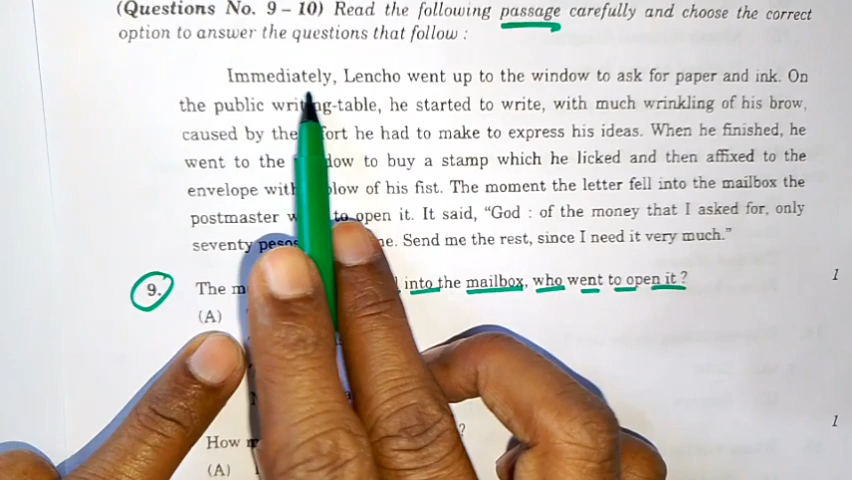 (Questions No. 9 – 10) Read the following passage carefully and choose the correct
option to answer the questions that follow :
Immediately, Lencho went up to the window to ask for paper and ink. On
the public writing-table, he started to write, with much wrinkling of his brow,
caused by the effort he had to make to express his ideas. When he finished, he
went to the window to buy a stamp which he licked and then affixed to the
envelope with blow of his fist. The moment the letter fell into the mailbox the
postmaster went to open it. It said, “God : of the money that I asked for, only
seventy pesos me. Send me the rest, since I need it very much.”
9. The into the mailbox, who went to open it ? 1
(A)
? 1
How
(A)